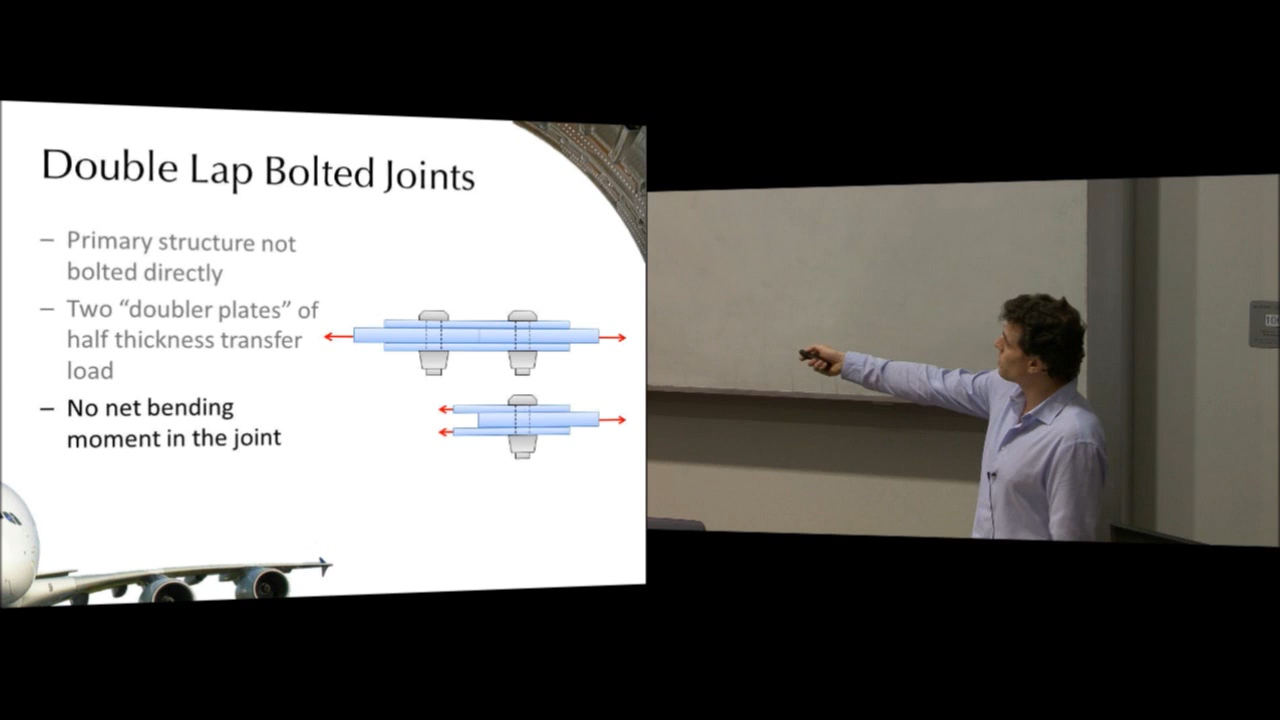 Double Lap Bolted Joints
– Primary structure not
bolted directly
– Two “doubler plates” of
half thickness transfer
load
– No net bending
moment in the joint